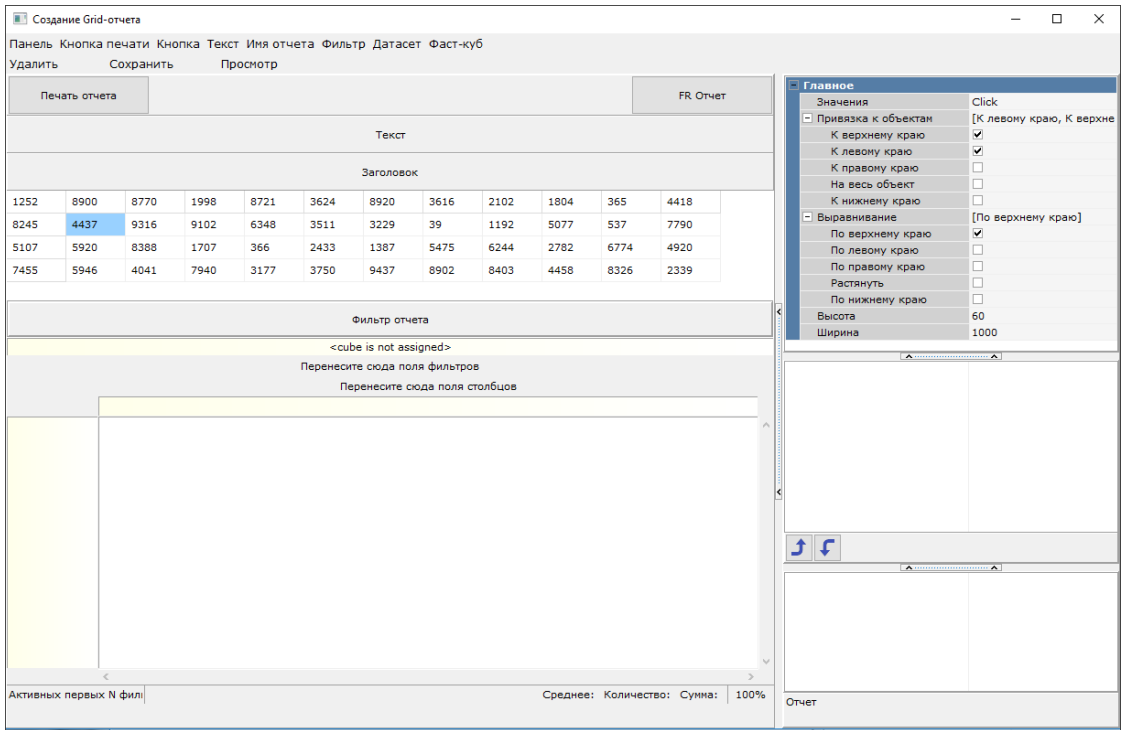 Создание Grid-отчета
Панель Кнопка печати Кнопка Текст Имя отчета Фильтр Датасет Фаст-куб
Удалить Сохранить Просмотр
Печать отчета FR Отчет
Текст
Заголовок
1252 8900 8770 1998 8721 3624 8920 3616 2102 1804 365 4418
8245 4437 9316 9102 6348 3511 3229 39 1192 5077 537 7790
5107 5920 8388 1707 366 2433 1387 5475 6244 2782 6774 4920
7455 5946 4041 7940 3177 3750 9437 8902 8403 4458 8326 2339
Фильтр отчета
<cube is not assigned>
Перенесите сюда поля фильтров
Перенесите сюда поля столбцов
Активных первых N фил
Среднее: Количество: Сумма: 100%
Главное
Значения Click
Привязка к объектам [К левому краю, К верхне
К верхнему краю
К левому краю
К правому краю
На весь объект
К нижнему краю
Выравнивание [По верхнему краю]
По верхнему краю
По левому краю
По правому краю
Растянуть
По нижнему краю
Высота 60
Ширина 1000
Отчет